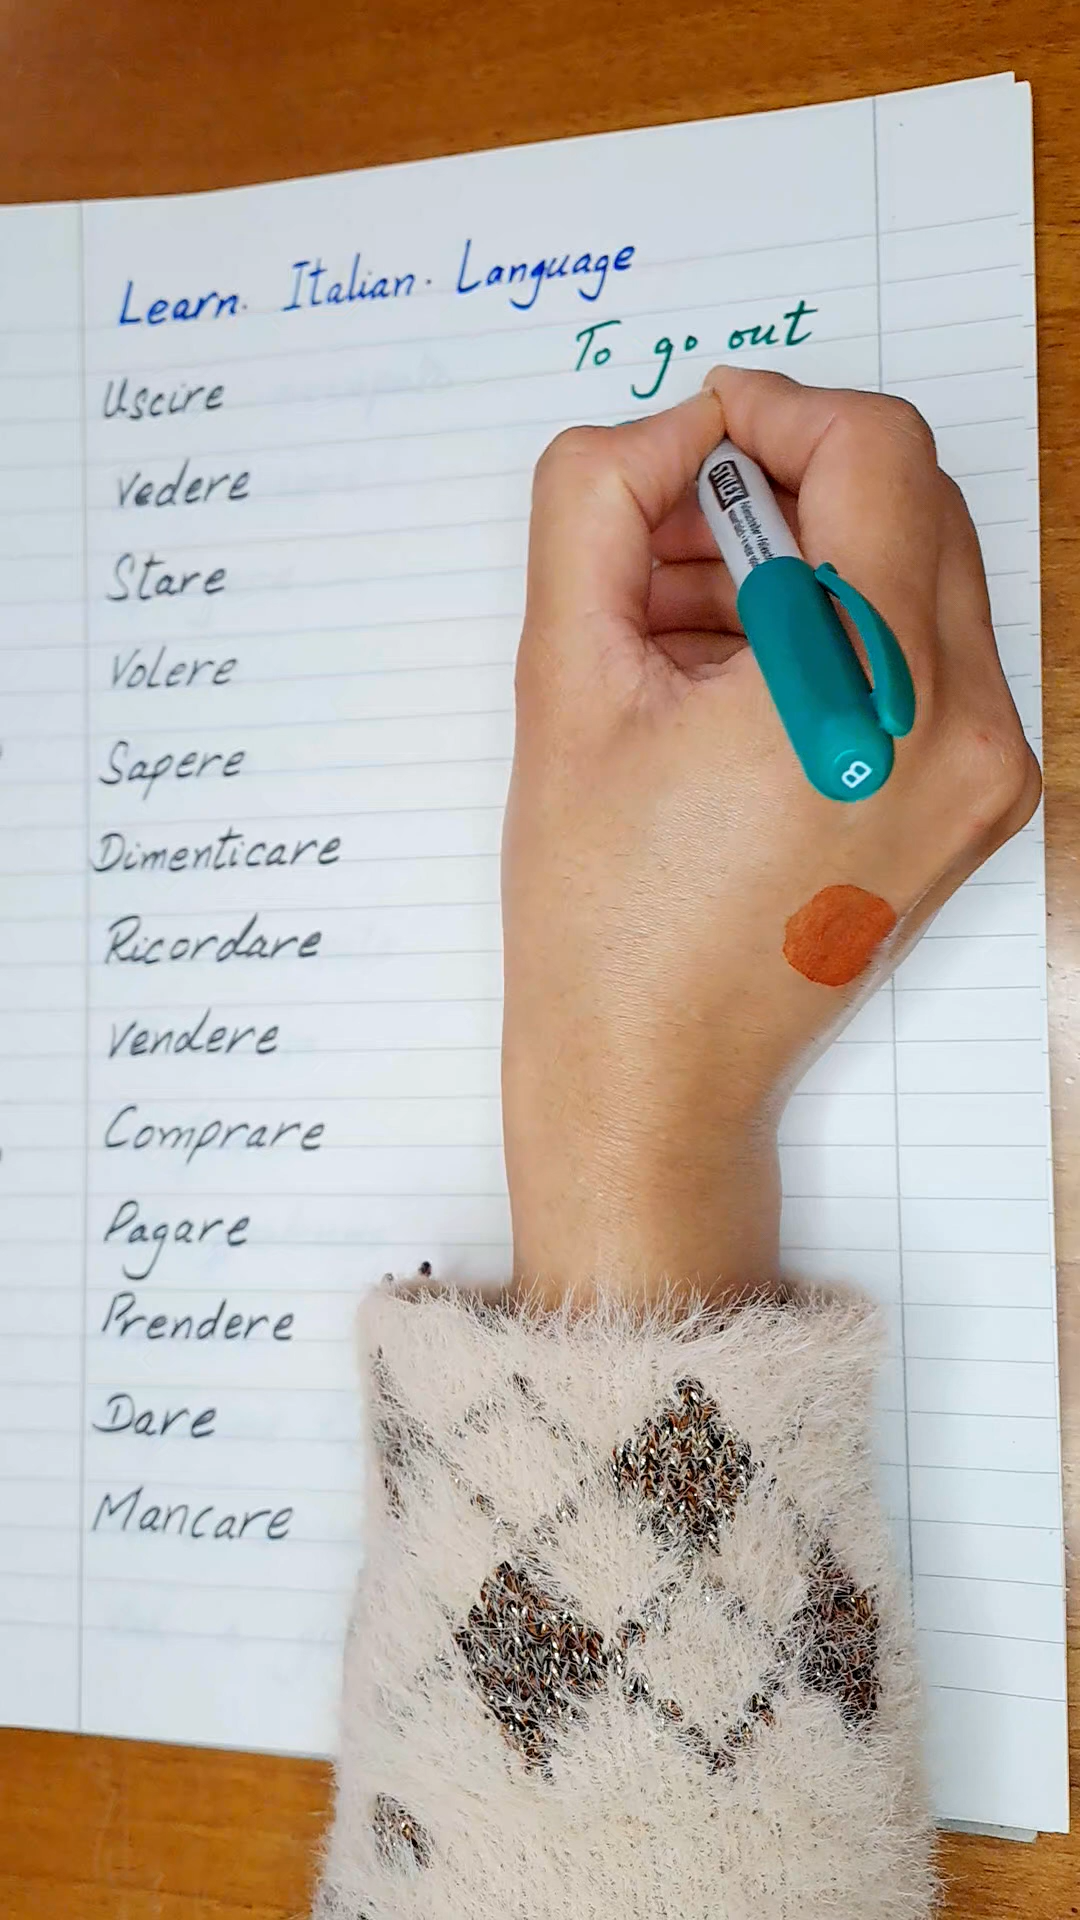 Learn. Italian. Language
To go out
Uscire
Vedere
Stare
Volere
Sapere
Dimenticare
Ricordare
Vendere
Comprare
Pagare
Prendere
Dare
Mancare
STYLEX
B